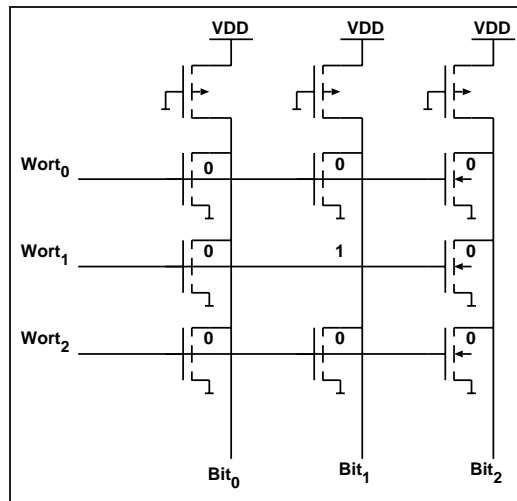 VDD VDD VDD
Wort0 0 0 0
Wort1 0 1 0
Wort2 0 0 0
Bit0 Bit1 Bit2